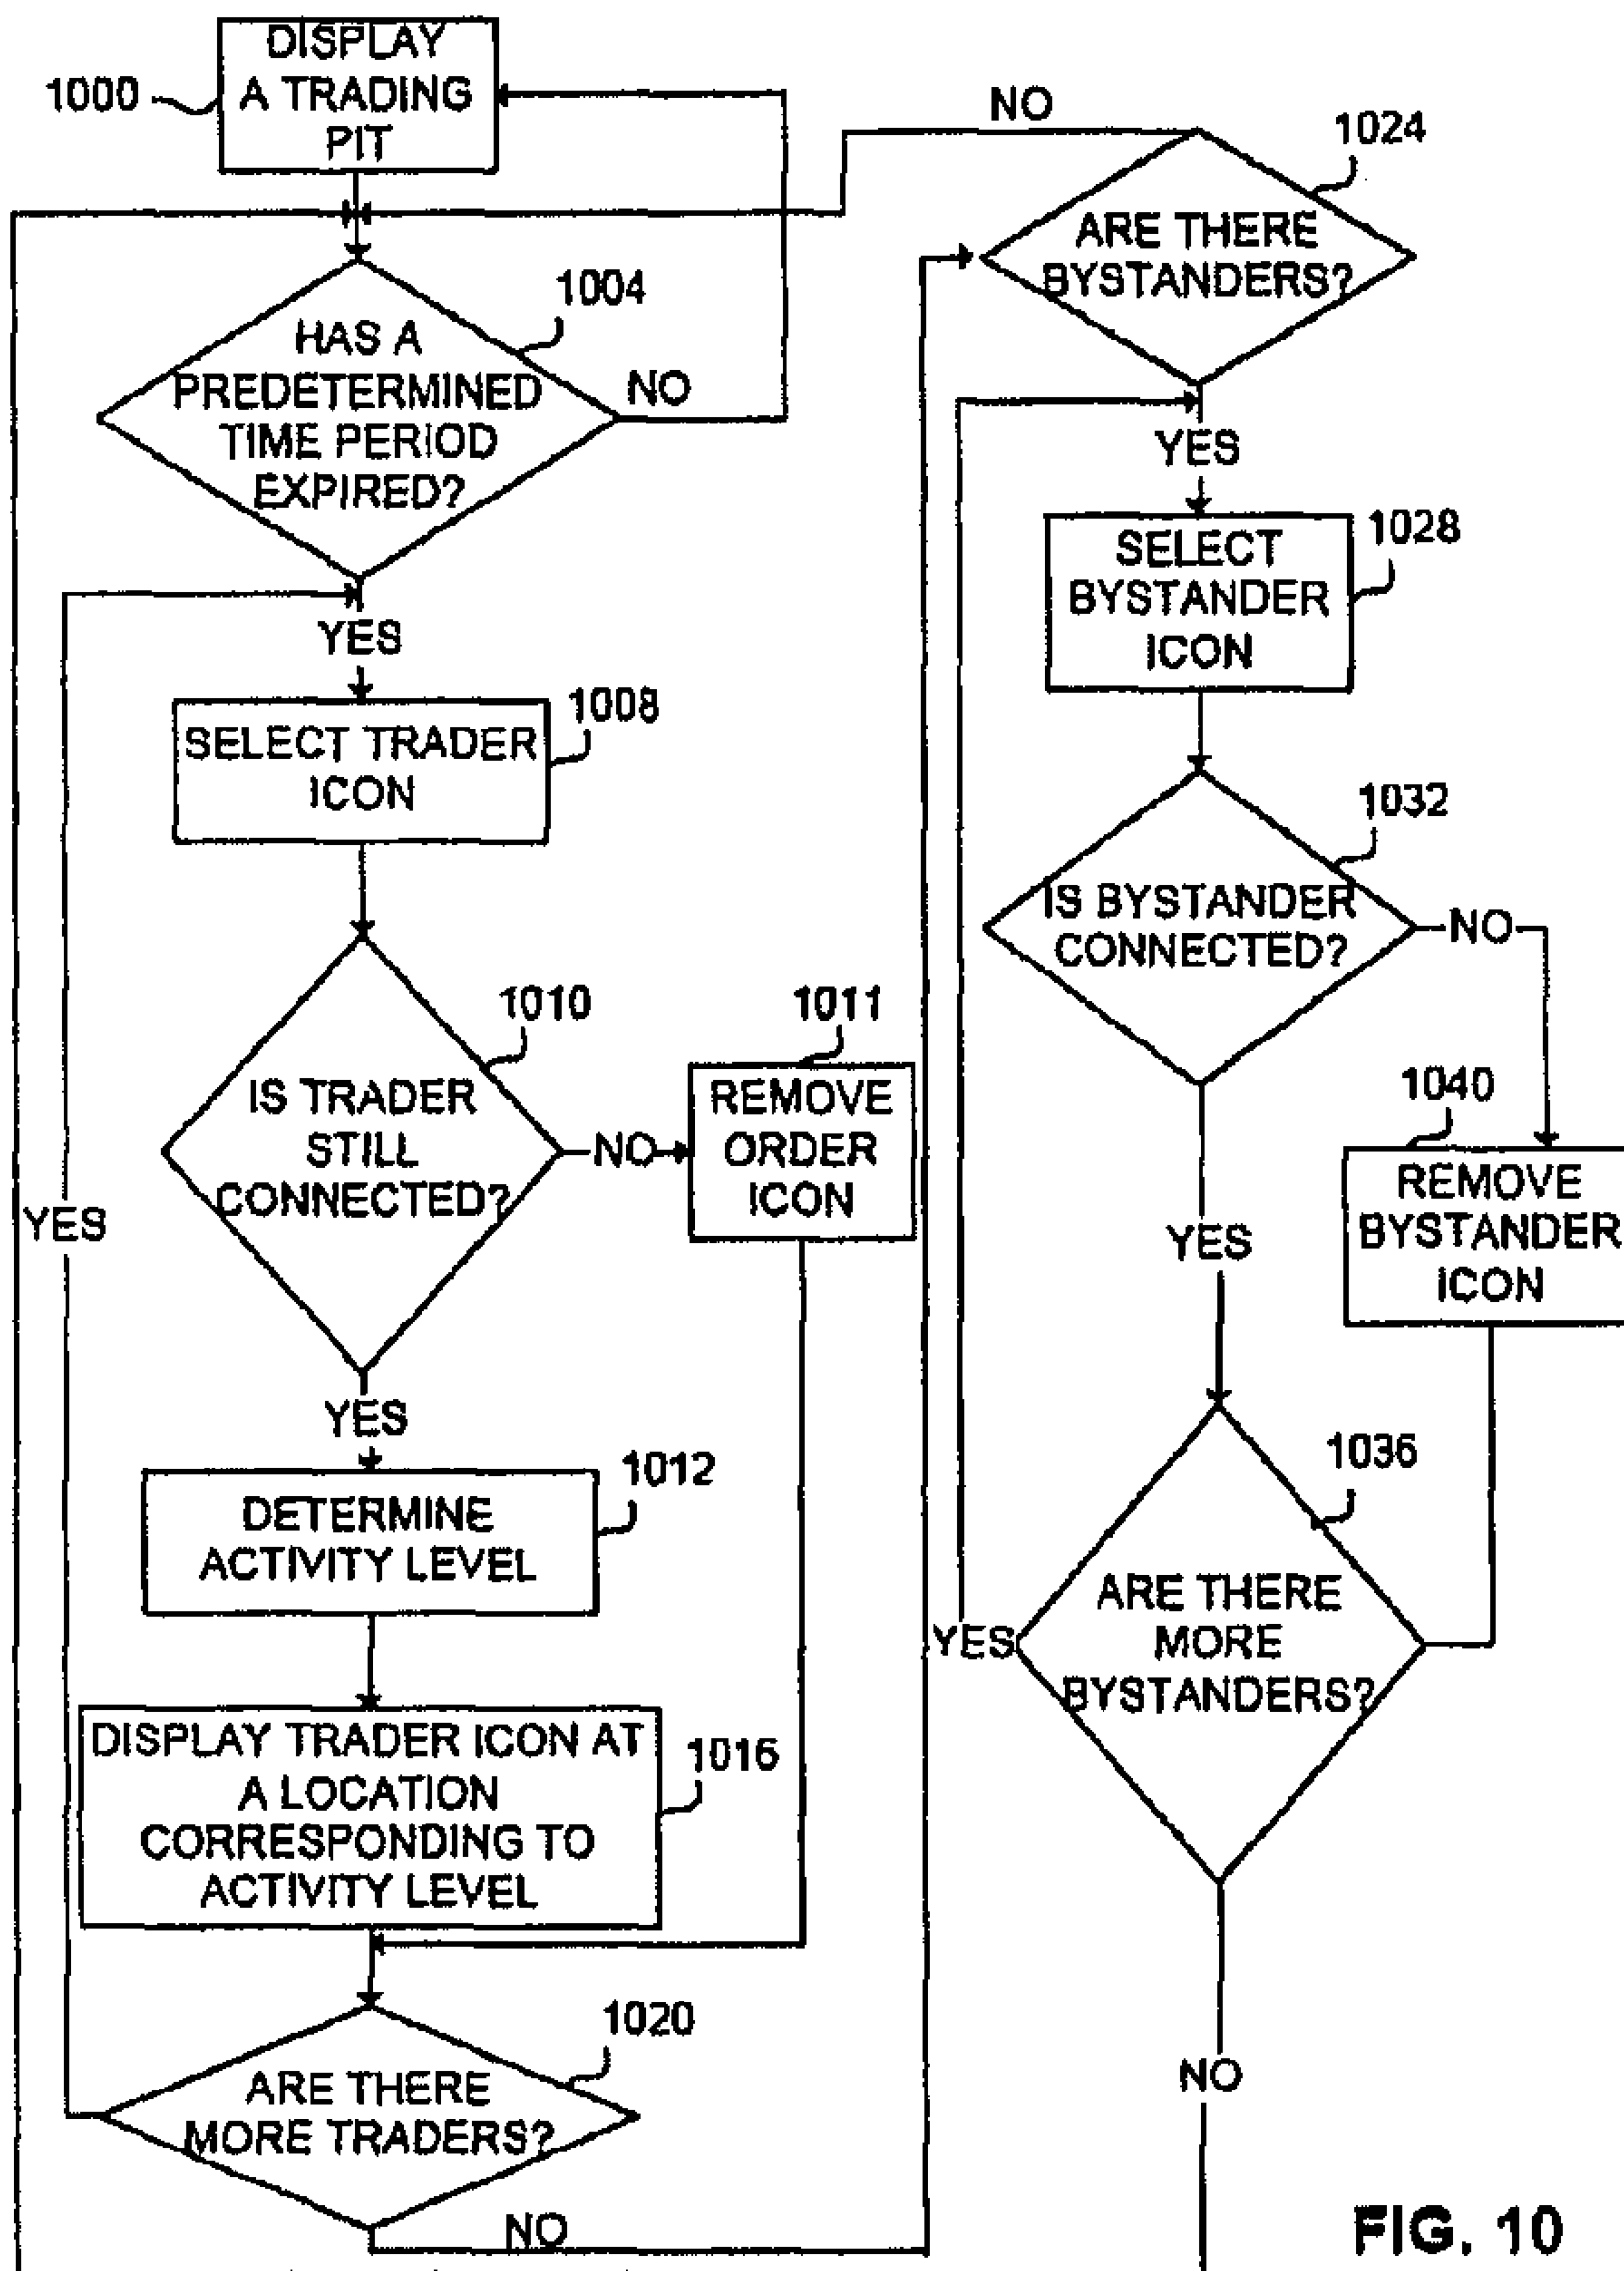 DISPLAY
A TRADING
PIT
1000
HAS A
PREDETERMINED
TIME PERIOD
EXPIRED?
1004
NO
YES
SELECT TRADER
ICON
1008
IS TRADER
STILL
CONNECTED?
1010
NO
REMOVE
ORDER
ICON
1011
YES
DETERMINE
ACTIVITY LEVEL
1012
DISPLAY TRADER ICON AT
A LOCATION
CORRESPONDING TO
ACTIVITY LEVEL
1016
ARE THERE
MORE TRADERS?
1020
YES
NO
ARE THERE
BYSTANDERS?
1024
NO
YES
SELECT
BYSTANDER
ICON
1028
IS BYSTANDER
CONNECTED?
1032
NO
REMOVE
BYSTANDER
ICON
1040
YES
ARE THERE
MORE
BYSTANDERS?
1036
YES
NO
FIG. 10